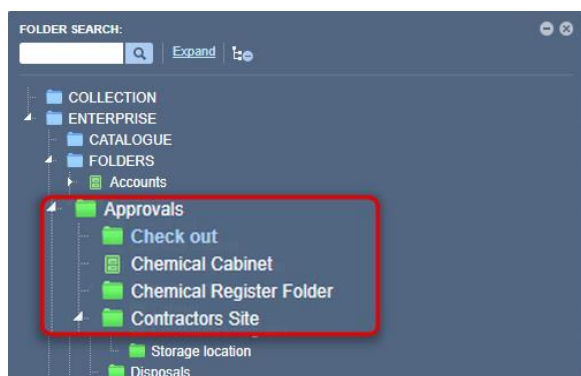 FOLDER SEARCH:
Expand
COLLECTION
ENTERPRISE
CATALOGUE
FOLDERS
Accounts
Approvals
Check out
Chemical Cabinet
Chemical Register Folder
Contractors Site
Storage location
Disposals